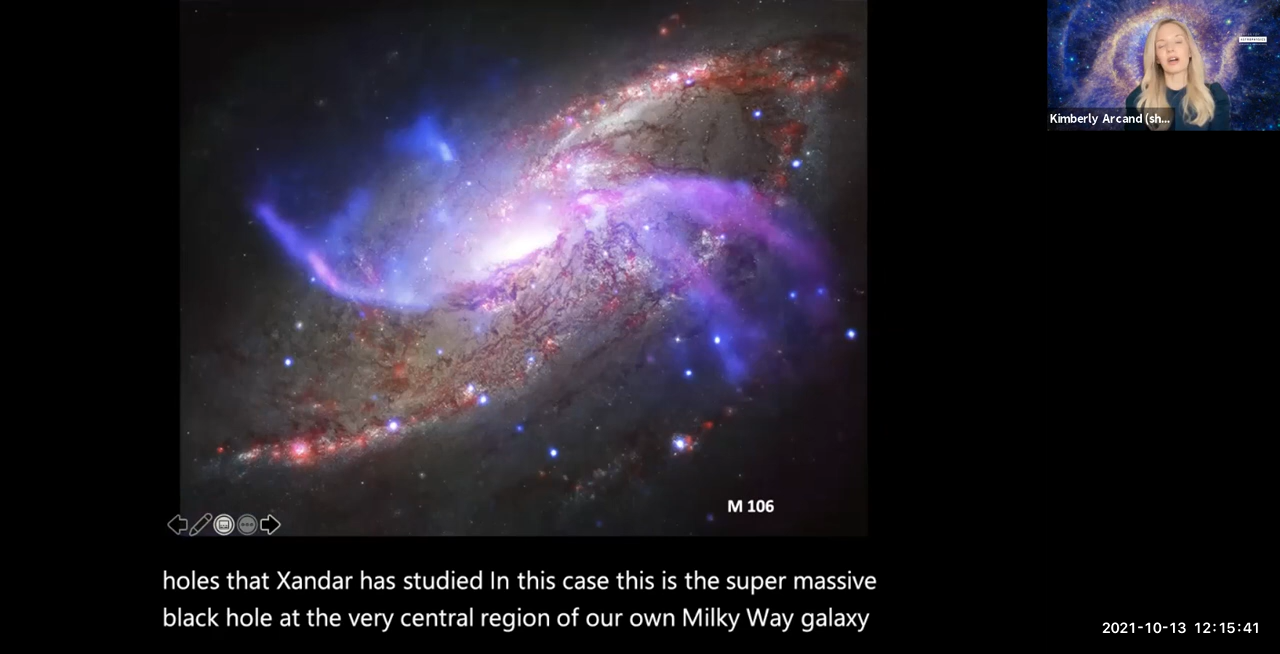 Kimberly Arcand (sh...
M 106
holes that Xandar has studied In this case this is the super massive
black hole at the very central region of our own Milky Way galaxy
2021-10-13 12:15:41